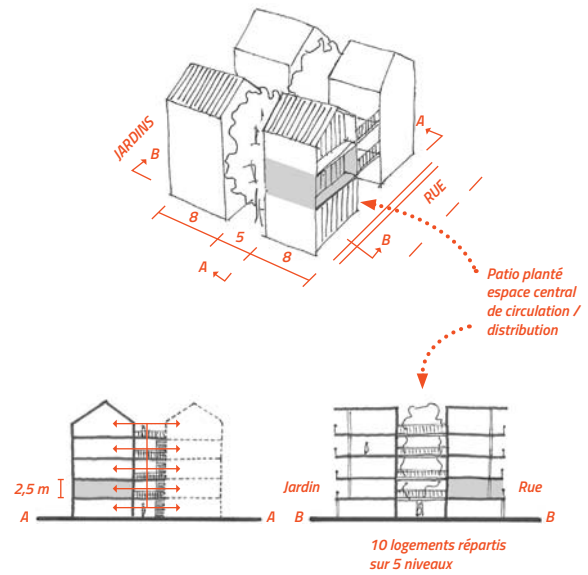 JARDINS
B
A
RUE
8
5
8
A
B
Patio planté
espace central
de circulation /
distribution
2,5 m
A
A
Jardin
Rue
B
B
10 logements répartis
sur 5 niveaux